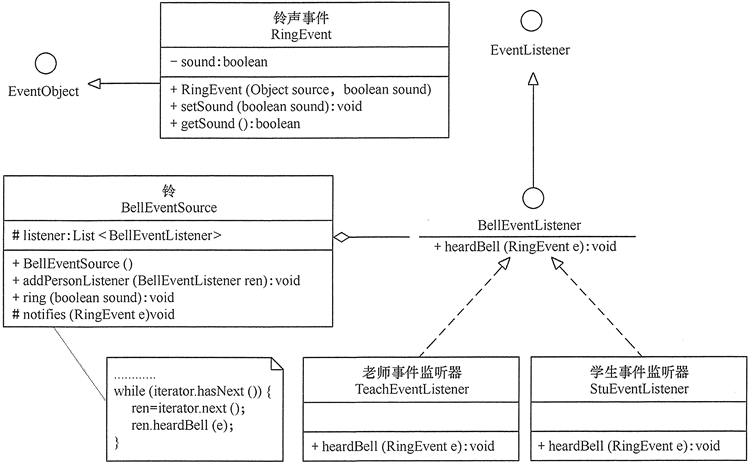 铃声事件
RingEvent
− sound:boolean
+ RingEvent (Object source, boolean sound)
+ setSound (boolean sound):void
+ getSound ():boolean
EventObject
EventListener
铃
BellEventSource
# listener:List <BellEventListener>
+ BellEventSource ()
+ addPersonListener (BellEventListener ren):void
+ ring (boolean sound):void
# notifies (RingEvent e)void
BellEventListener
+ heardBell (RingEvent e):void
…………
while (iterator.hasNext ()) {
ren=iterator.next ();
ren.heardBell (e);
}
老师事件监听器
TeachEventListener
+ heardBell (RingEvent e):void
学生事件监听器
StuEventListener
+ heardBell (RingEvent e):void